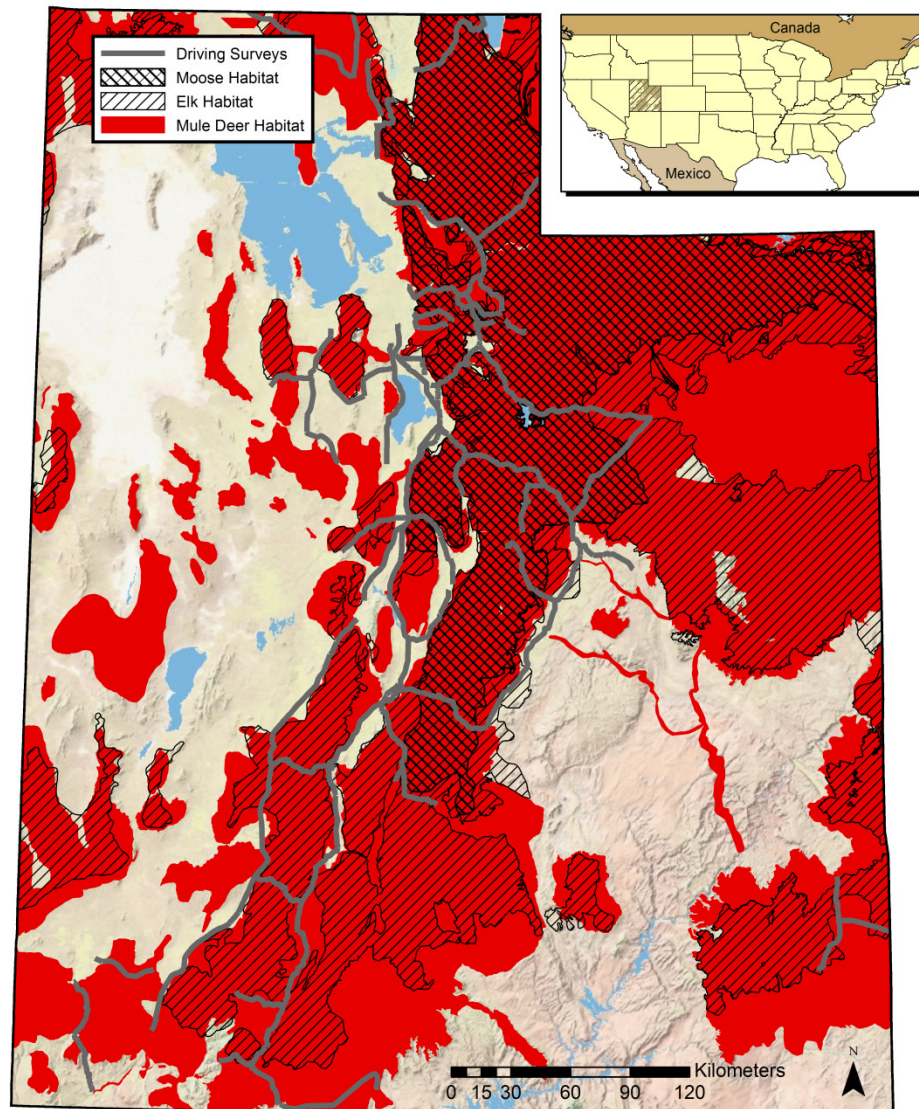 Driving Surveys
Moose Habitat
Elk Habitat
Mule Deer Habitat
Canada
Mexico
N
Kilometers
0 15 30 60 90 120